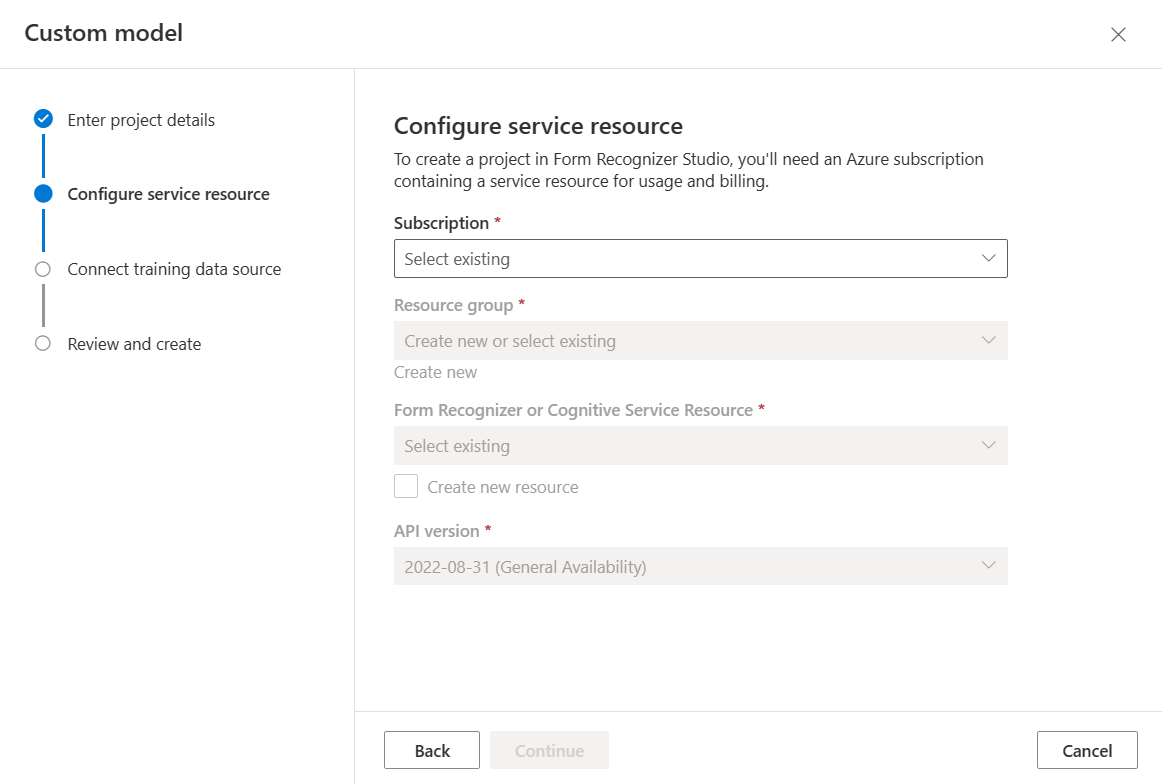 Custom model
Enter project details
Configure service resource
Connect training data source
Review and create
Configure service resource
To create a project in Form Recognizer Studio, you'll need an Azure subscription
containing a service resource for usage and billing.
Subscription *
Select existing
Resource group *
Create new or select existing
Create new
Form Recognizer or Cognitive Service Resource *
Select existing
Create new resource
API version *
2022-08-31 (General Availability)
Back
Continue
Cancel